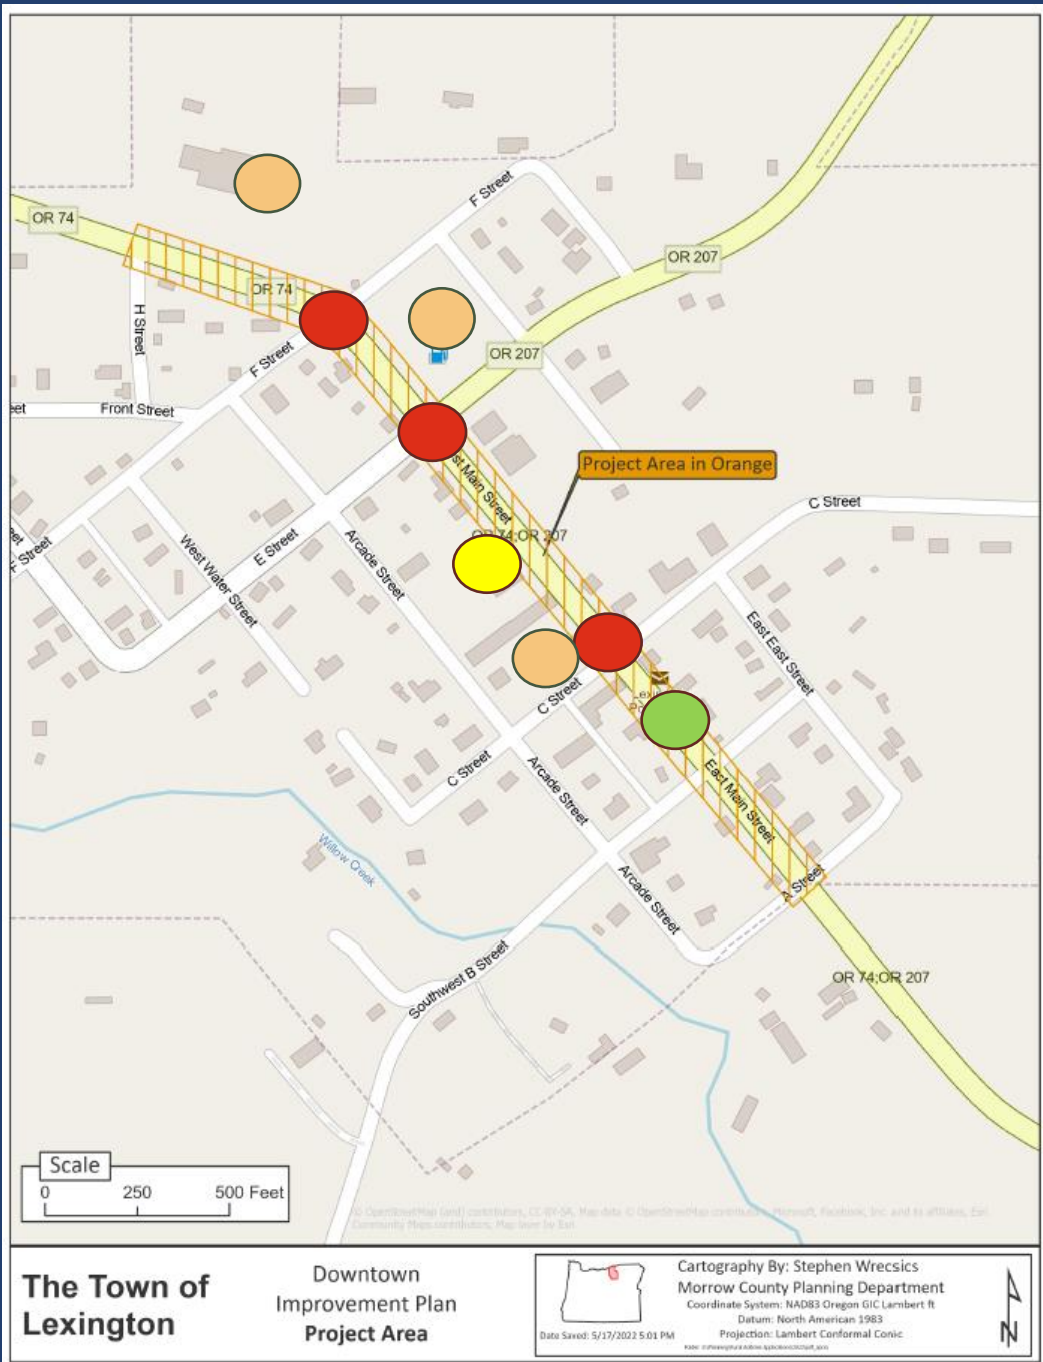 OR 74
F Street
OR 207
OR 74
H Street
F Street
OR 207
Front Street
Project Area in Orange
st Main Street
C Street
E Street
West Water Street
Arcade Street
F Street
East East Street
C Street
C Street
Arcade Street
East Main Street
Willow Creek
Arcade Street
Street
OR 74;OR 207
Southwest B Street
Scale
0 250 500 Feet
The Town of
Lexington
Downtown
Improvement Plan
Project Area
Date Saved: 5/17/2022 5:01 PM
Cartography By: Stephen Wrecsics
Morrow County Planning Department
Coordinate System: NAD83 Oregon GIC Lambert ft
Datum: North American 1983
Projection: Lambert Conformal Conic
N